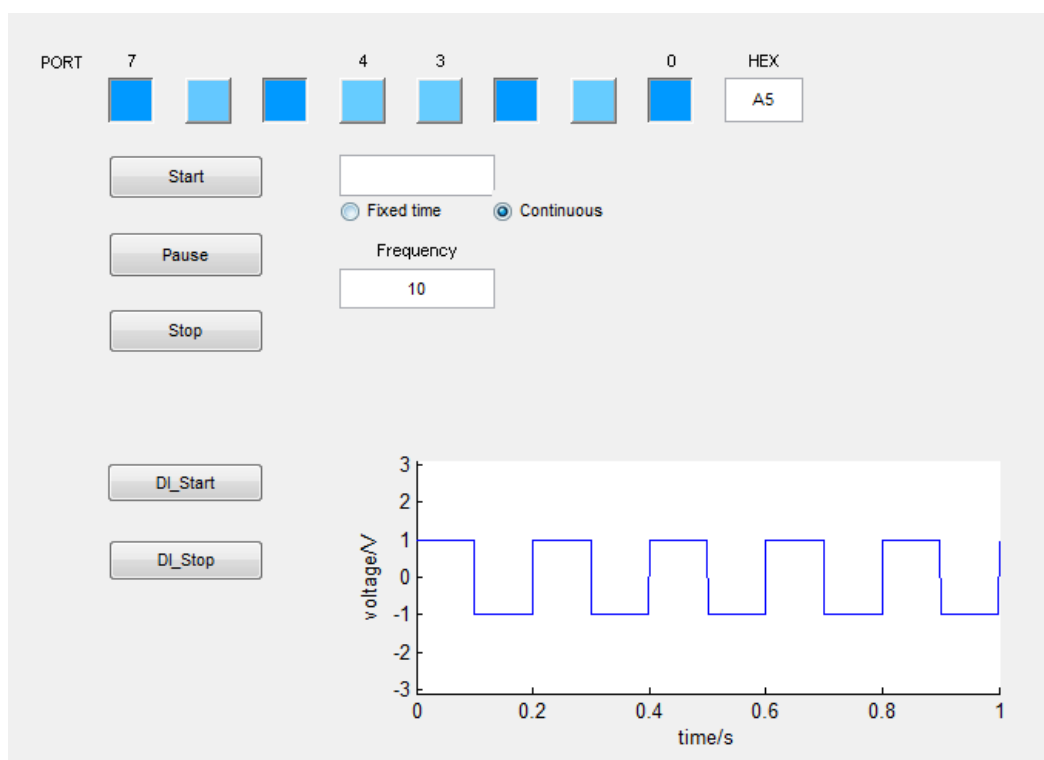 PORT 7 4 3 0 HEX
A5
Start
Fixed time Continuous
Pause
Frequency
10
Stop
DI_Start
DI_Stop
voltage/V
3
2
1
0
-1
-2
-3
0 0.2 0.4 0.6 0.8 1
time/s